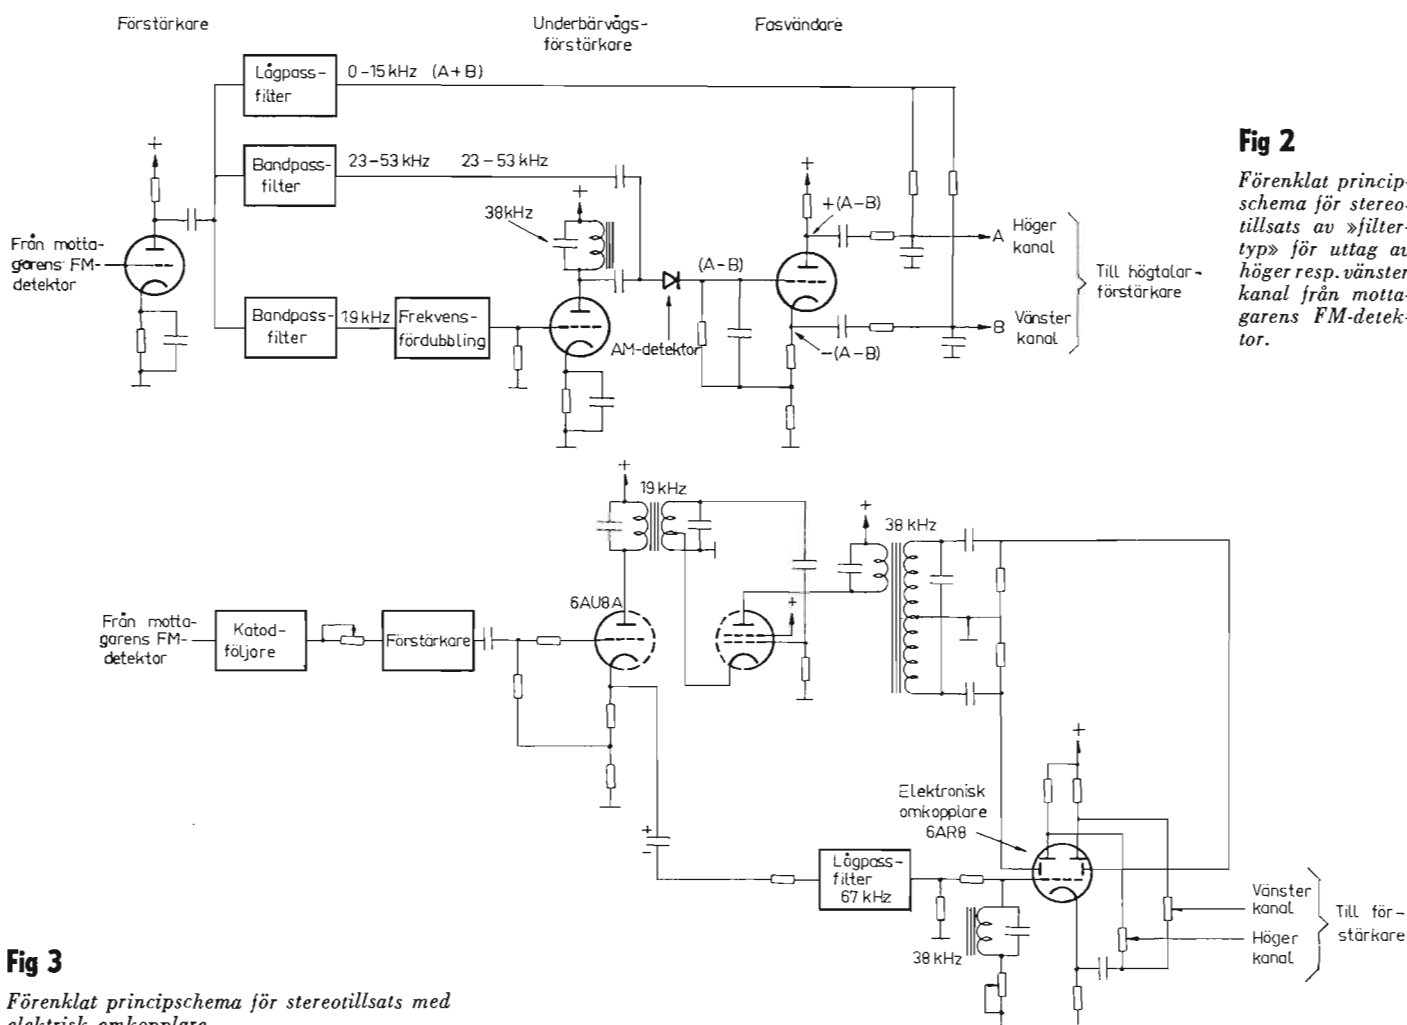 Förstärkare
Underbärvågs-
förstärkare
Fasvändare
Lågpass-
filter
0-15 kHz (A+B)
Bandpass-
filter
23-53 kHz 23-53 kHz
+
+
38kHz
+
+(A-B)
Från motta-
garens FM-
detektor
(A-B)
A Höger
kanal
Till högtalar-
förstärkare
Bandpass-
filter
19 kHz
Frekvens-
fördubbling
AM-detektor
-(A-B)
B Vänster
kanal
Fig 2
Förenklat princip-
schema för stereo-
tillsats av »filter-
typ» för uttag av
höger resp. vänster
kanal från motta-
garens FM-detek-
tor.
+
19 kHz
+
38 kHz
+
6AU8A
Från motta-
garens FM-
detektor
Katod-
följare
Förstärkare
+
-
Elektronisk
omkopplare
6AR8
+
Lågpass-
filter
67 kHz
38 kHz
Vänster
kanal
Höger
kanal
Till för-
stärkare
Fig 3
Förenklat principschema för stereotillsats med
elektrisk omkopplare